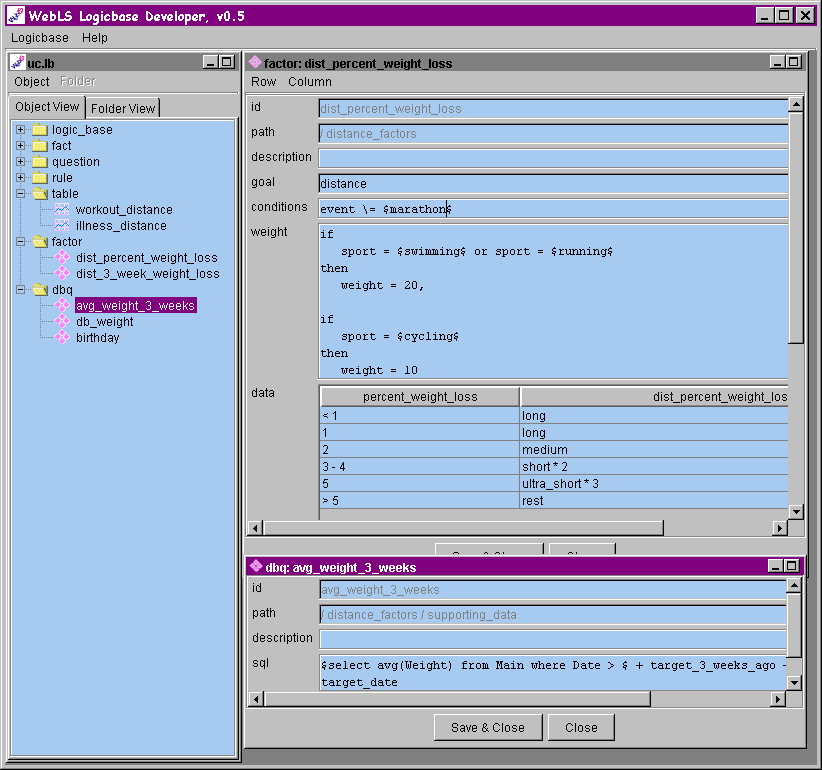 WebLS Logicbase Developer, v0.5
Logicbase Help
uc.lb
Object Folder
Object View Folder View
logic_base
fact
question
rule
table
workout_distance
illness_distance
factor
dist_percent_weight_loss
dist_3_week_weight_loss
dbq
avg_weight_3_weeks
db_weight
birthday
factor: dist_percent_weight_loss
Row Column
id dist_percent_weight_loss
path / distance_factors
description
goal distance
conditions event \= $marathon$
weight if
sport = $swimming$ or sport = $running$
then
weight = 20,
if
sport = $cycling$
then
weight = 10
data percent_weight_loss dist_percent_weight_los
< 1 long
1 long
2 medium
3 - 4 short * 2
5 ultra_short * 3
> 5 rest
dbq: avg_weight_3_weeks
id avg_weight_3_weeks
path / distance_factors / supporting_data
description
sql $select avg(Weight) from Main where Date > $ + target_3_weeks_ago
target_date
Save & Close Close